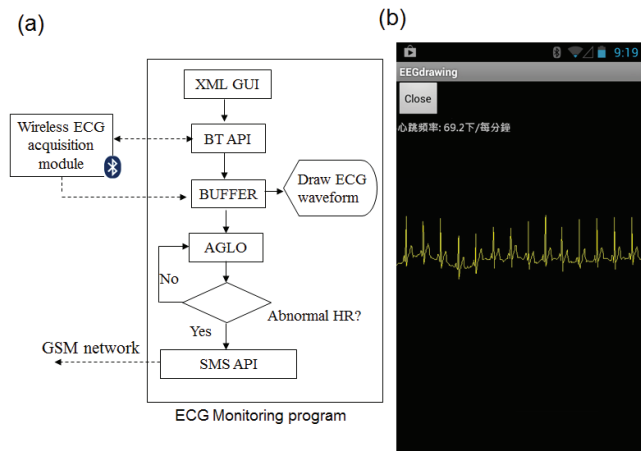 (a)
XML GUI
Wireless ECG
acquisition
module
BT API
BUFFER
Draw ECG
waveform
AGLO
No
Abnormal HR?
Yes
GSM network
SMS API
ECG Monitoring program
(b)
9:19
EEGdrawing
Close
心跳頻率: 69.2下/每分鐘